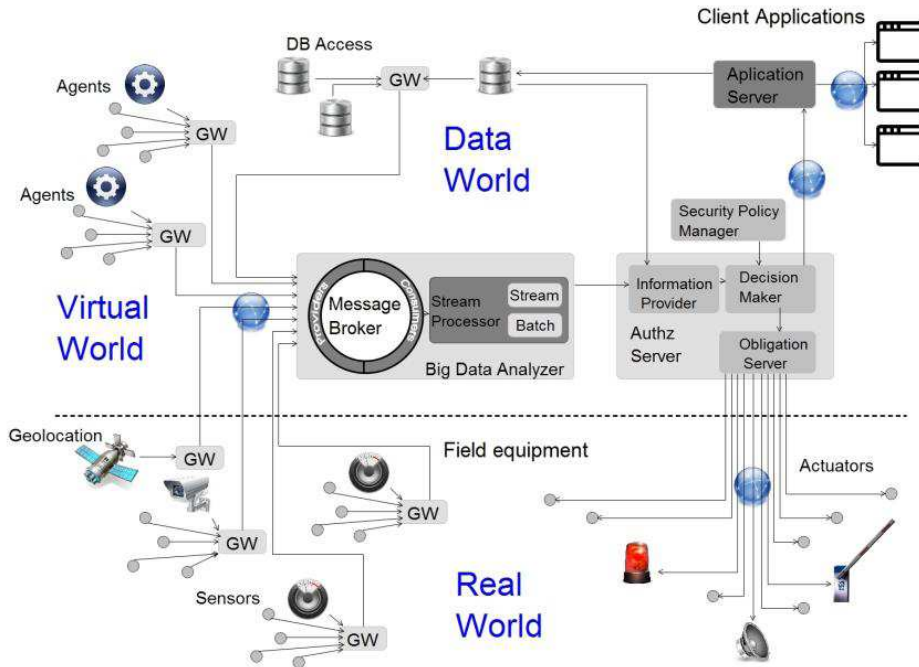 Client Applications
DB Access
GW
Aplication
Server
Agents
GW
Data
World
Agents
GW
Security Policy
Manager
Virtual
World
Providers
Message
Broker
Consumers
Stream
Processor
Stream
Batch
Big Data Analyzer
Information
Provider
Decision
Maker
Authz
Server
Obligation
Server
Geolocation
GW
Field equipment
Actuators
GW
GW
Sensors
GW
Real
World